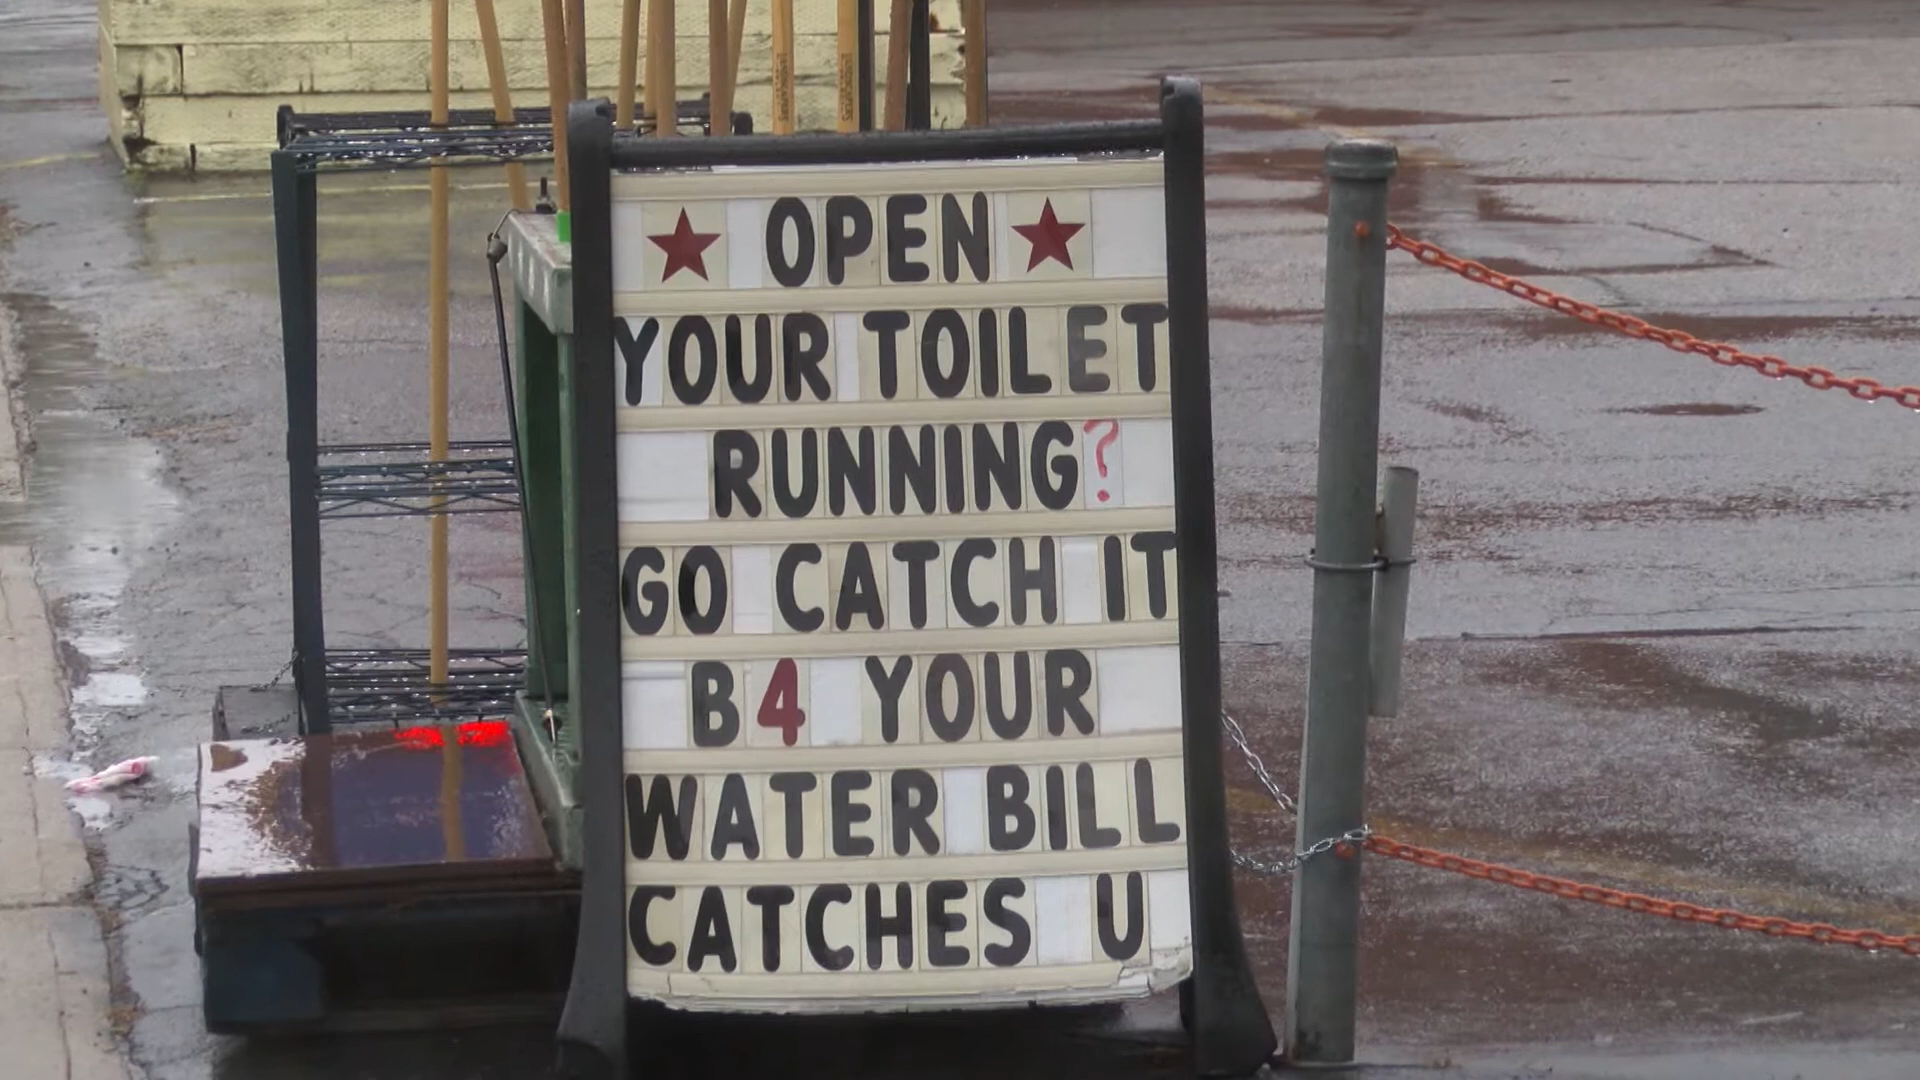 ★ OPEN ★
YOUR TOILET
RUNNING?
GO CATCH IT
B4 YOUR
WATER BILL
CATCHES U